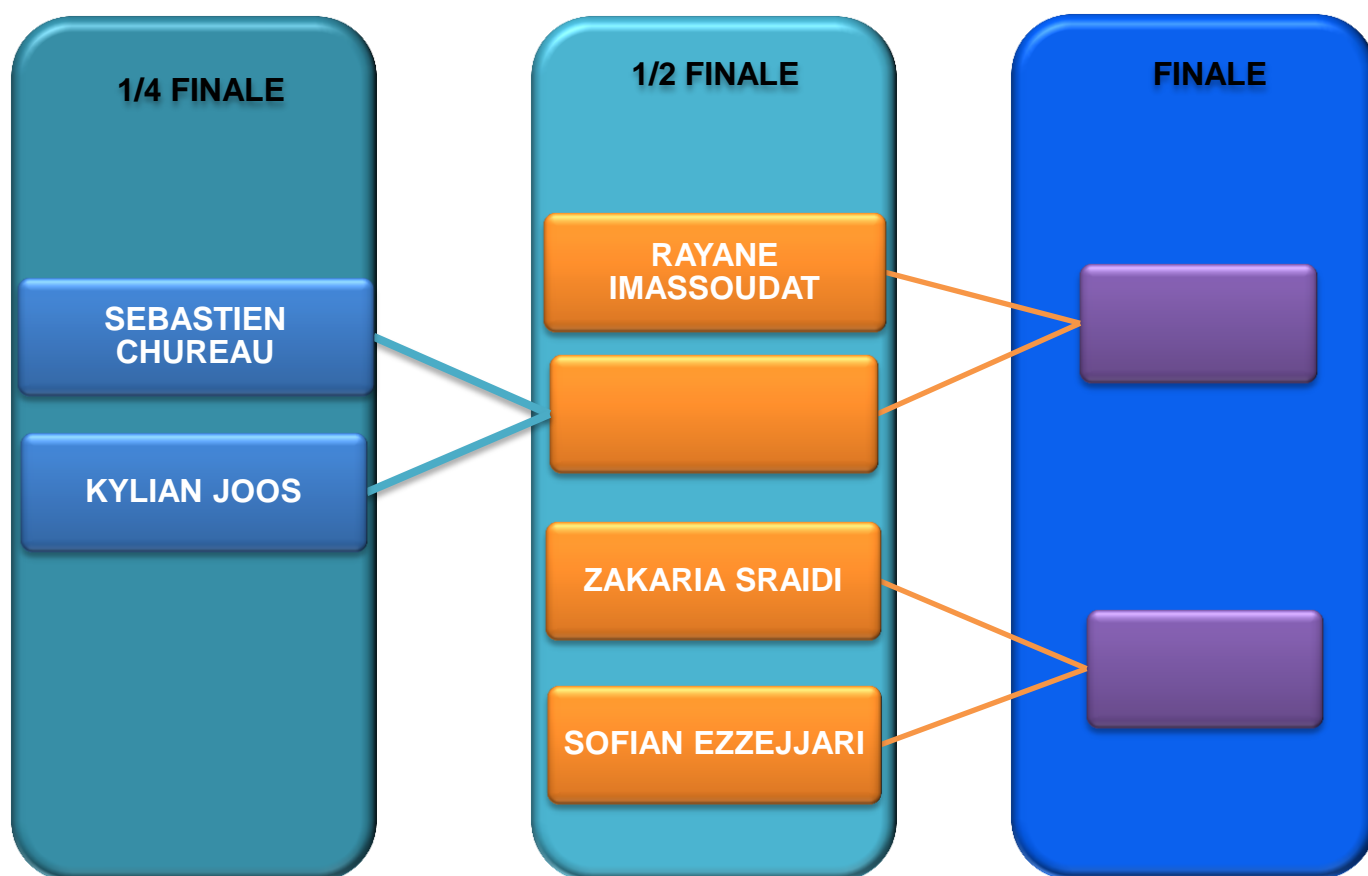 1/4 FINALE
SEBASTIEN
CHUREAU
KYLIAN JOOS
1/2 FINALE
RAYANE
IMASSOUDAT
ZAKARIA SRAIDI
SOFIAN EZZEJJARI
FINALE